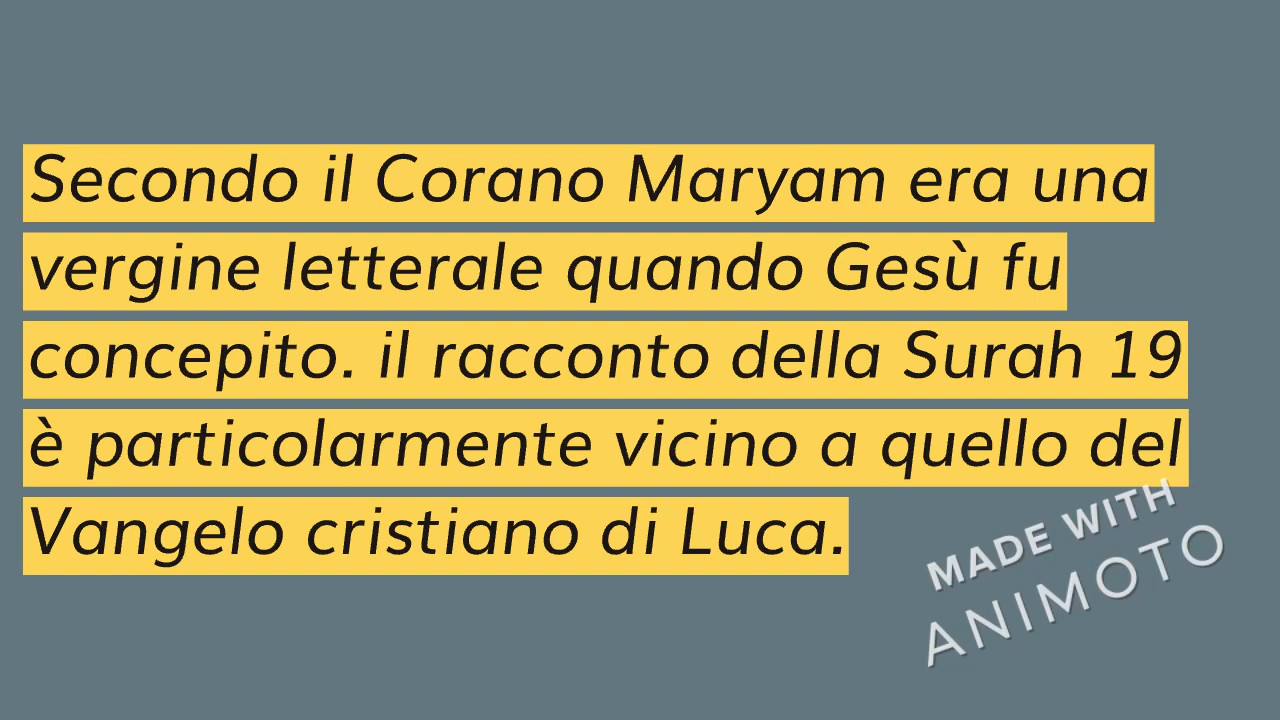 Secondo il Corano Maryam era una
vergine letterale quando Gesù fu
concepito. il racconto della Surah 19
è particolarmente vicino a quello del
Vangelo cristiano di Luca.
MADE WITH
ANIMOTO